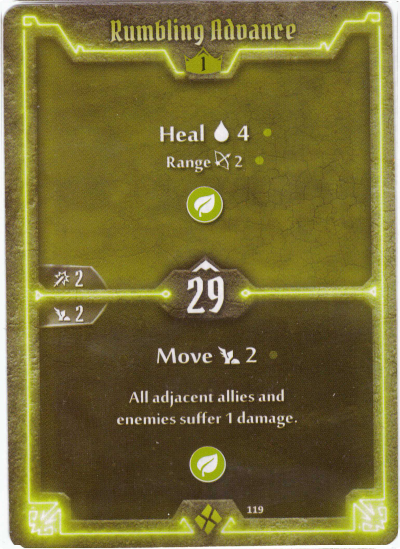 Rumbling Advance
1
Heal 4
Range 2
2
29
2
Move 2
All adjacent allies and
enemies suffer 1 damage.
119